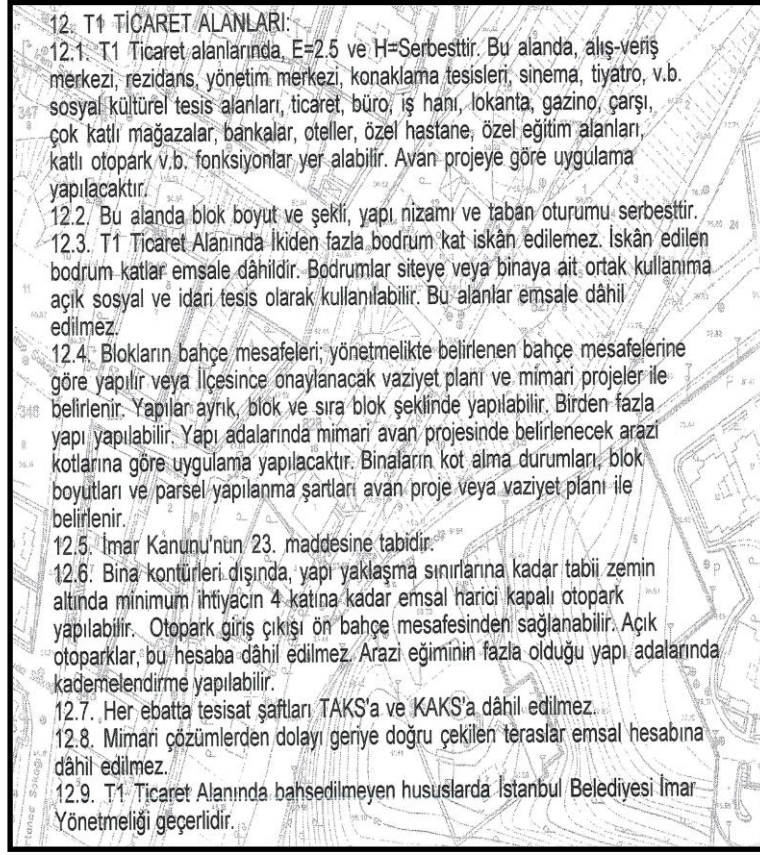 12. T1 TİCARET ALANLARI:
12.1. T1 Ticaret alanlarında, E=2.5 ve H=Serbesttir. Bu alanda, alış-veriş
merkezi, rezidans, yönetim merkezi, konaklama tesisleri, sinema, tiyatro, v.b.
sosyal kültürel tesis alanları, ticaret, büro, iş hanı, lokanta, gazino, çarşı,
çok katlı mağazalar, bankalar, oteller, özel hastane, özel eğitim alanları,
katlı otopark v.b. fonksiyonlar yer alabilir. Avan projeye göre uygulama
yapılacaktır.
12.2. Bu alanda blok boyut ve şekli, yapı nizamı ve taban oturumu serbesttir.
12.3. T1 Ticaret Alanında İkiden fazla bodrum kat iskân edilemez. İskân edilen
bodrum katlar emsale dâhildir. Bodrumlar siteye veya binaya ait ortak kullanıma
açık sosyal ve idari tesis olarak kullanılabilir. Bu alanlar emsale dâhil
edilmez.
12.4. Blokların bahçe mesafeleri; yönetmelikte belirlenen bahçe mesafelerine
göre yapılır veya İlçesince onaylanacak vaziyet planı ve mimari projeler ile
belirlenir. Yapılar ayrık, blok ve sıra blok şeklinde yapılabilir. Birden fazla
yapı yapılabilir. Yapı adalarında mimari avan projesinde belirlenecek arazi
kotlarına göre uygulama yapılacaktır. Binaların kot alma durumları, blok
boyutları ve parsel yapılanma şartları avan proje veya vaziyet planı ile
belirlenir.
12.5. İmar Kanunu'nun 23. maddesine tabidir.
12.6. Bina kontürleri dışında, yapı yaklaşma sınırlarına kadar tabii zemin
altında minimum ihtiyacın 4 katına kadar emsal harici kapalı otopark
yapılabilir. Otopark giriş çıkışı ön bahçe mesafesinden sağlanabilir. Açık
otoparklar, bu hesaba dâhil edilmez. Arazi eğiminin fazla olduğu yapı adalarında
kademelendirme yapılabilir.
12.7. Her ebatta tesisat şaftları TAKS'a ve KAKS'a dâhil edilmez.
12.8. Mimari çözümlerden dolayı geriye doğru çekilen teraslar emsal hesabına
dâhil edilmez.
12.9. T1 Ticaret Alanında bahsedilmeyen hususlarda İstanbul Belediyesi İmar
Yönetmeliği geçerlidir.
347
348